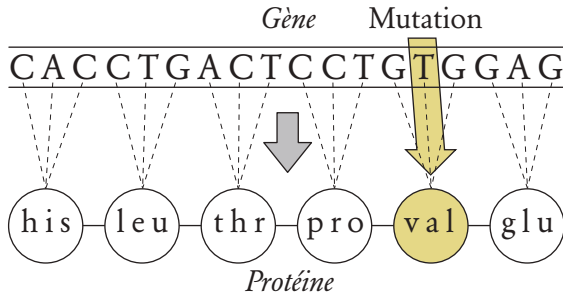 Gène Mutation
CACCTGACTCCTGTGGAG
his leu thr pro val glu
Protéine